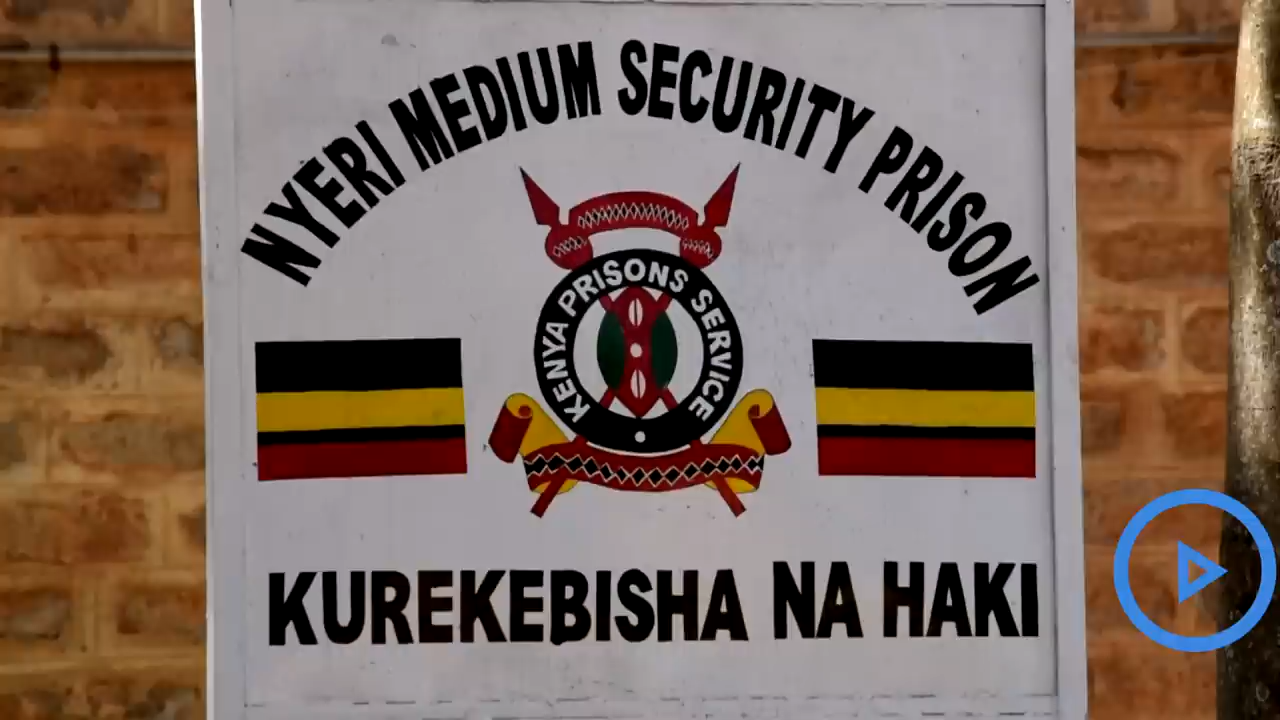 NYERI MEDIUM SECURITY PRISON
KENYA PRISONS SERVICE
KUREKEBISHA NA HAKI